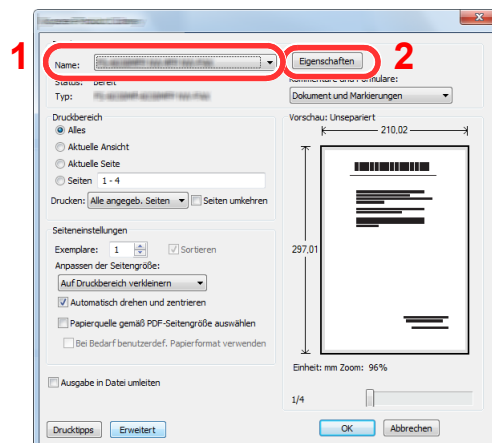 1
2
Name:
Eigenschaften
Status: Bereit
Kommentare und Formulare:
Typ:
Dokument und Markierungen
Druckbereich
Vorschau: Unsepariert
Alles
210,02
Aktuelle Ansicht
Aktuelle Seite
Seiten 1 - 4
Drucken: Alle angegeb. Seiten
Seiten umkehren
Seiteneinstellungen
Exemplare: 1
Sortieren
297,01
Anpassen der Seitengröße:
Auf Druckbereich verkleinern
Automatisch drehen und zentrieren
Papierquelle gemäß PDF-Seitengröße auswählen
Bei Bedarf benutzerdef. Papierformat verwenden
Einheit: mm Zoom: 96%
Ausgabe in Datei umleiten
1/4
Drucktipps
Erweitert
OK
Abbrechen